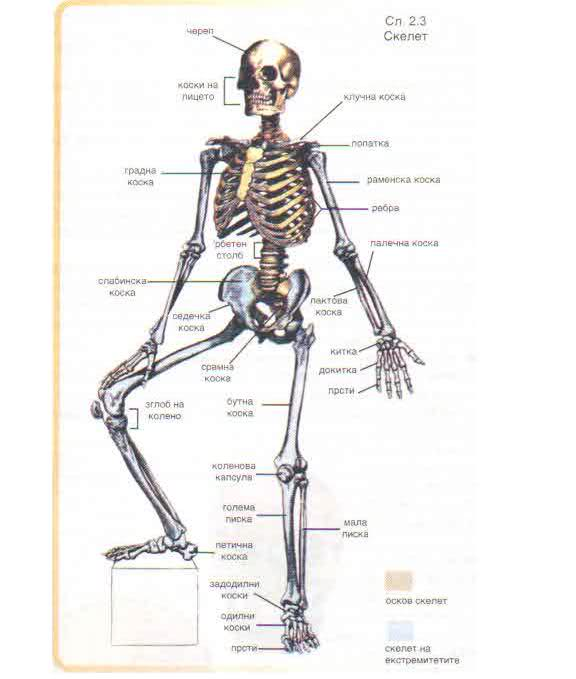 Сл. 2.3
Скелет
череп
коски на
лицето
клучна коска
лопатка
градна
коска
раменска коска
ребра
рбетен
столб
палечна коска
слабинска
коска
лактова
коска
седечка
коска
китка
срамна
коска
докитка
прсти
зглоб на
колено
бутна
коска
коленова
капсула
голема
писка
мала
писка
петична
коска
задодилни
коски
осков скелет
одилни
коски
прсти
скелет на
екстремитетите